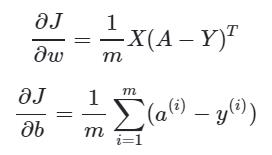 ∂J/∂w = 1/m X(A − Y)^T
∂J/∂b = 1/m ∑_{i=1}^{m} (a^{(i)} − y^{(i)})